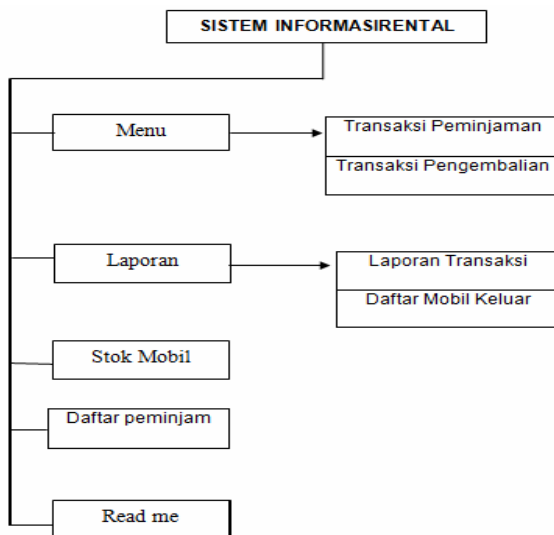 SISTEM INFORMASIRENTAL
Menu
Transaksi Peminjaman
Transaksi Pengembalian
Laporan
Laporan Transaksi
Daftar Mobil Keluar
Stok Mobil
Daftar peminjam
Read me